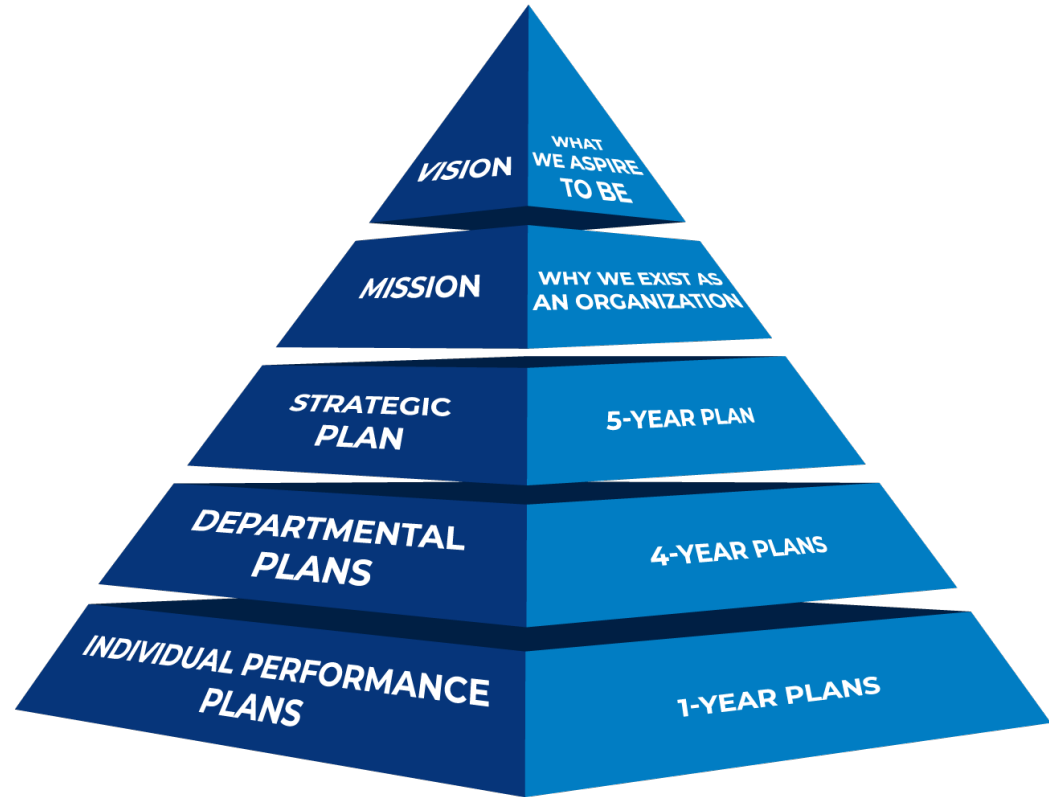 VISION
WHAT
WE ASPIRE
TO BE
MISSION
WHY WE EXIST AS
AN ORGANIZATION
STRATEGIC
PLAN
5-YEAR PLAN
DEPARTMENTAL
PLANS
4-YEAR PLANS
INDIVIDUAL PERFORMANCE
PLANS
1-YEAR PLANS